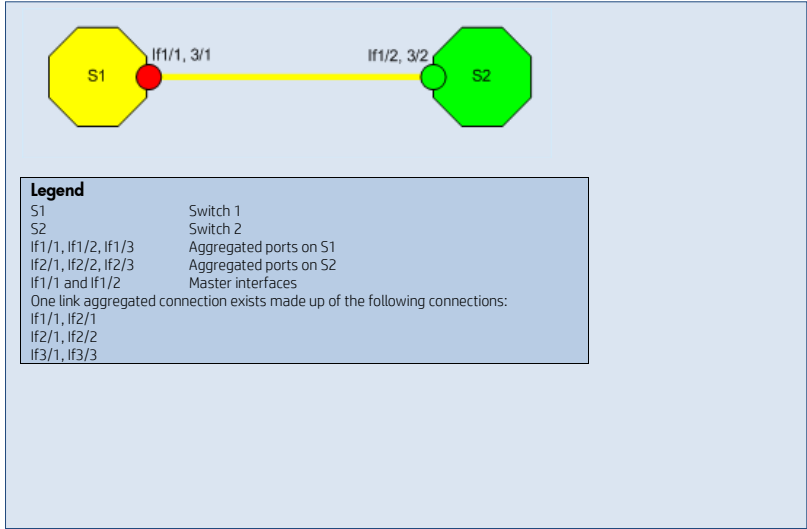 If1/1, 3/1
If1/2, 3/2
S1
S2
Legend
S1 Switch 1
S2 Switch 2
If1/1, If1/2, If1/3 Aggregated ports on S1
If2/1, If2/2, If2/3 Aggregated ports on S2
If1/1 and If1/2 Master interfaces
One link aggregated connection exists made up of the following connections:
If1/1, If2/1
If2/1, If2/2
If3/1, If3/3